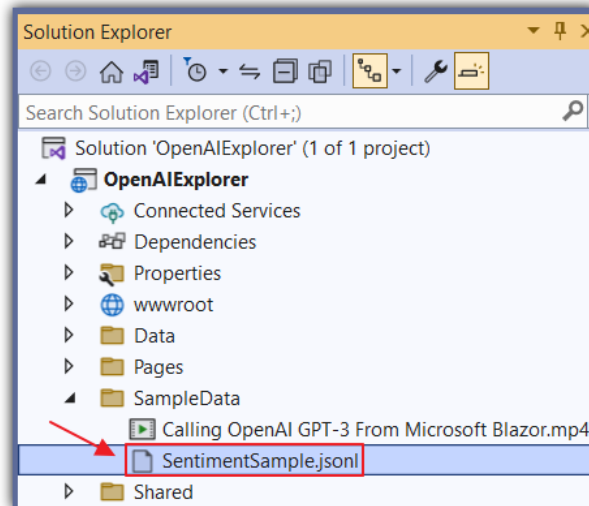 Solution Explorer
Search Solution Explorer (Ctrl+;)
Solution 'OpenAIExplorer' (1 of 1 project)
OpenAIExplorer
Connected Services
Dependencies
Properties
wwwroot
Data
Pages
SampleData
Calling OpenAI GPT-3 From Microsoft Blazor.mp4
SentimentSample.jsonl
Shared